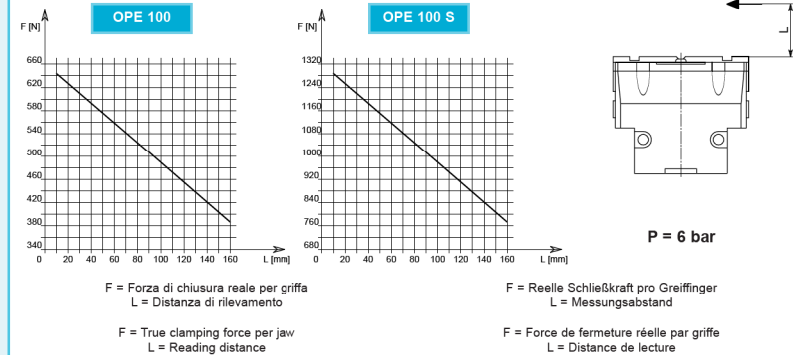 OPE 100
F [N]
660
620
580
540
500
460
420
380
340
0 20 40 60 80 100 120 140 160
L [mm]
OPE 100 S
F [N]
1320
1240
1160
1080
1000
920
840
760
680
0 20 40 60 80 100 120 140 160
L [mm]
L
P = 6 bar
F = Forza di chiusura reale per griffa
L = Distanza di rilevamento
F = Reelle Schließkraft pro Greiffinger
L = Messungsabstand
F = True clamping force per jaw
L = Reading distance
F = Force de fermeture réelle par griffe
L = Distance de lecture